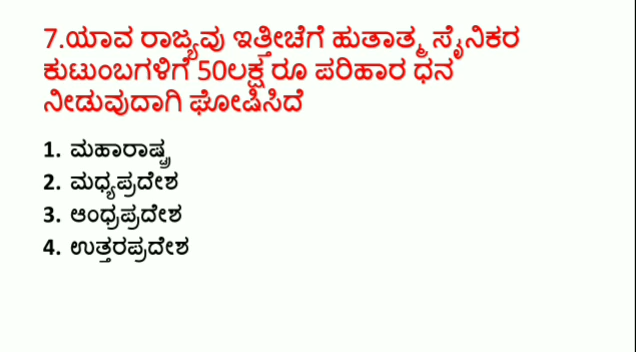 7.ಯಾವ ರಾಜ್ಯವು ಇತ್ತೀಚೆಗೆ ಹುತಾತ್ಮ ಸೈನಿಕರ
ಕುಟುಂಬಗಳಿಗೆ 50ಲಕ್ಷ ರೂ ಪರಿಹಾರ ಧನ
ನೀಡುವುದಾಗಿ ಘೋಷಿಸಿದೆ
1. ಮಹಾರಾಷ್ಟ್ರ
2. ಮಧ್ಯಪ್ರದೇಶ
3. ಆಂಧ್ರಪ್ರದೇಶ
4. ಉತ್ತರಪ್ರದೇಶ